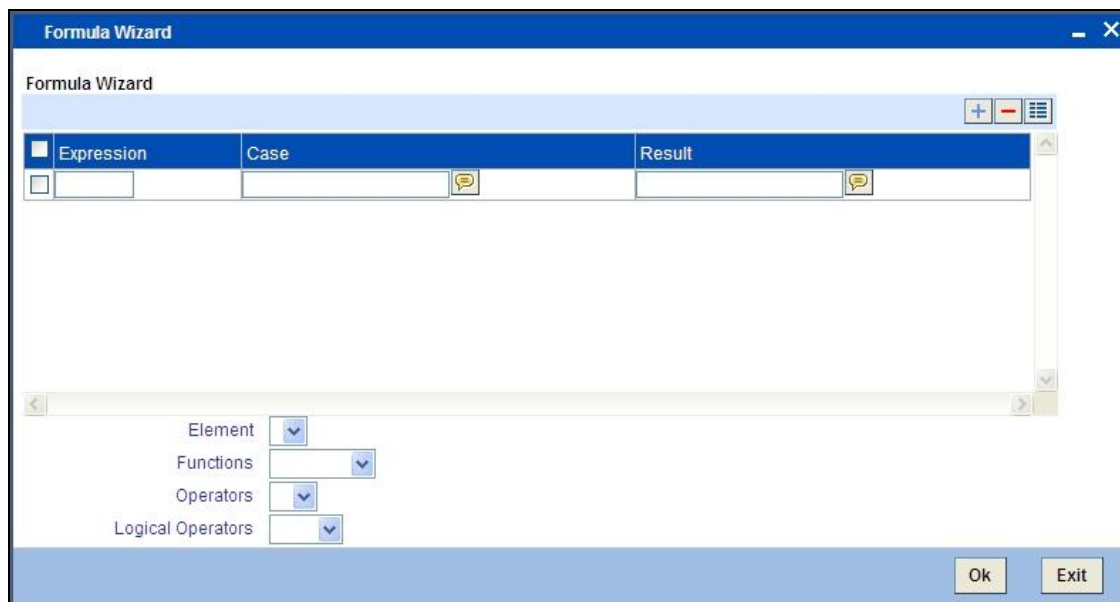 Formula Wizard
Formula Wizard
Expression Case Result
Element
Functions
Operators
Logical Operators
Ok Exit